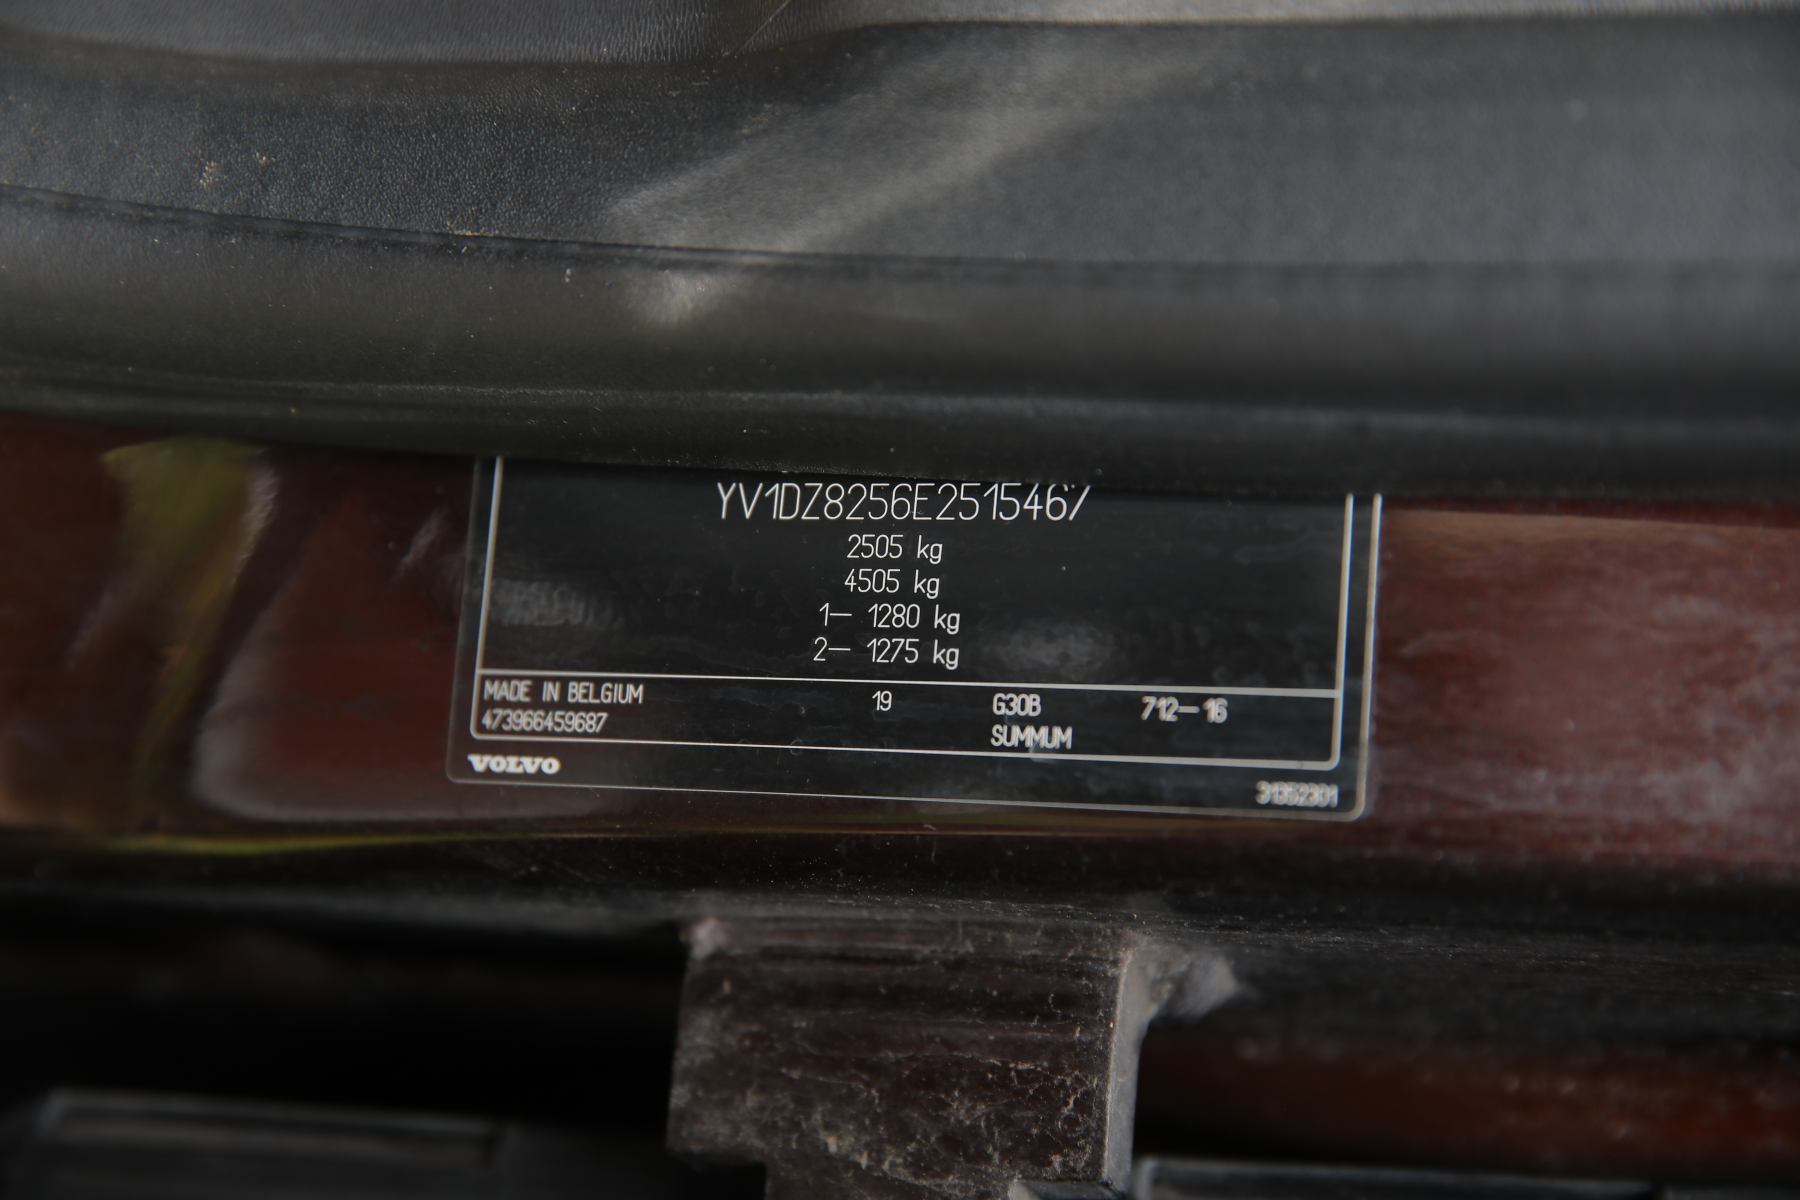 YV1DZ8256E2515467
2505 kg
4505 kg
1— 1280 kg
2— 1275 kg
MADE IN BELGIUM 19 G30B 712—16
473966459687 SUMMUM
VOLVO
31352301